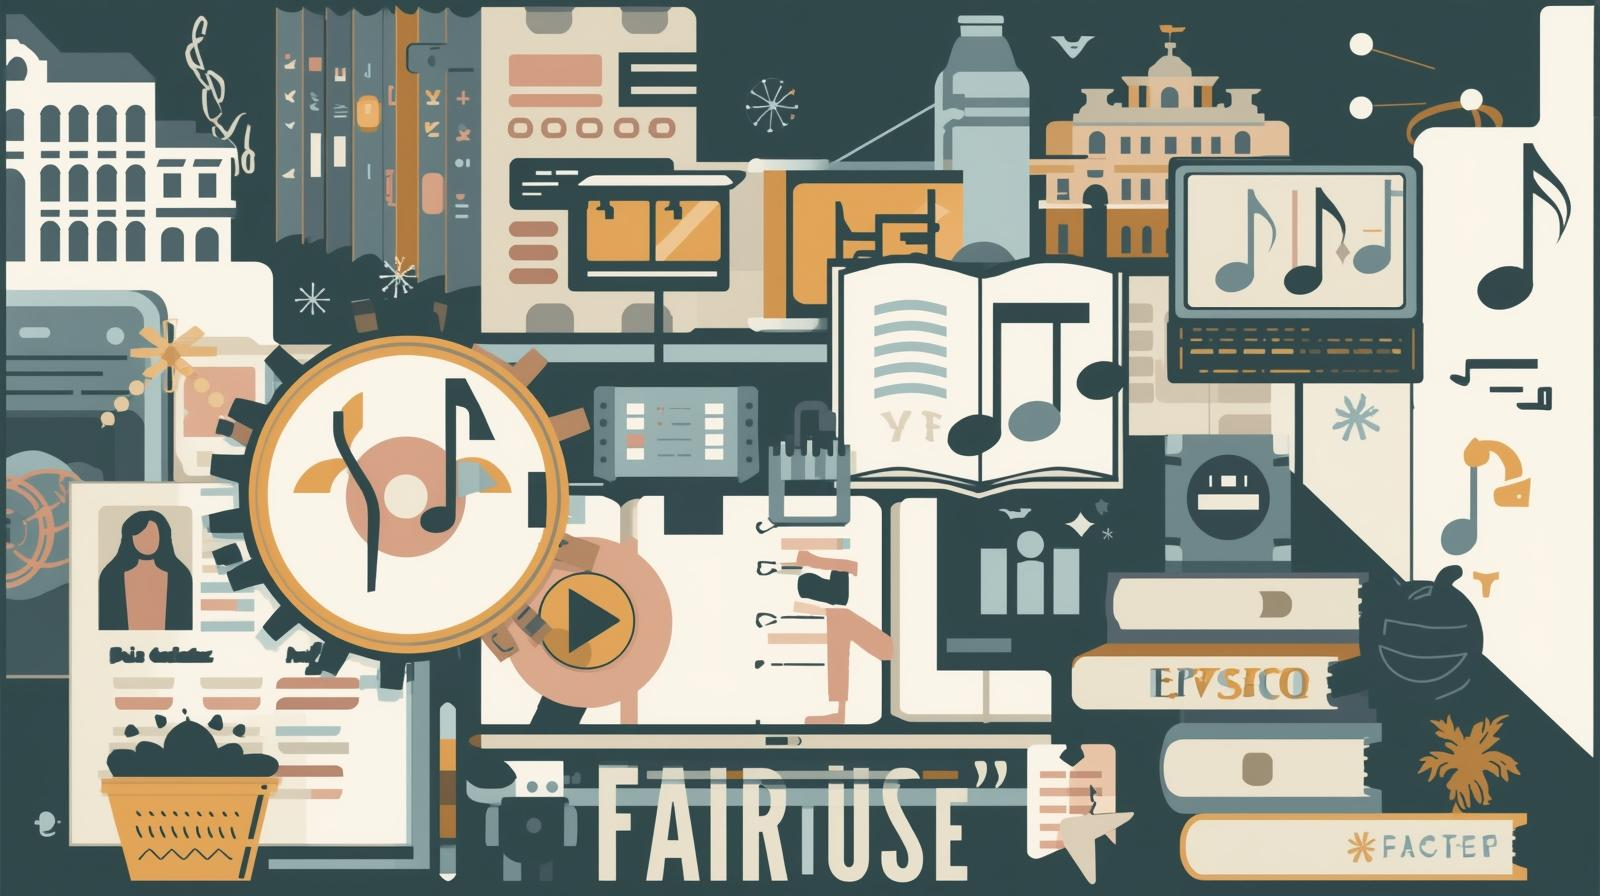 YF
EPVSICO
FAIR USE”
FACTEP